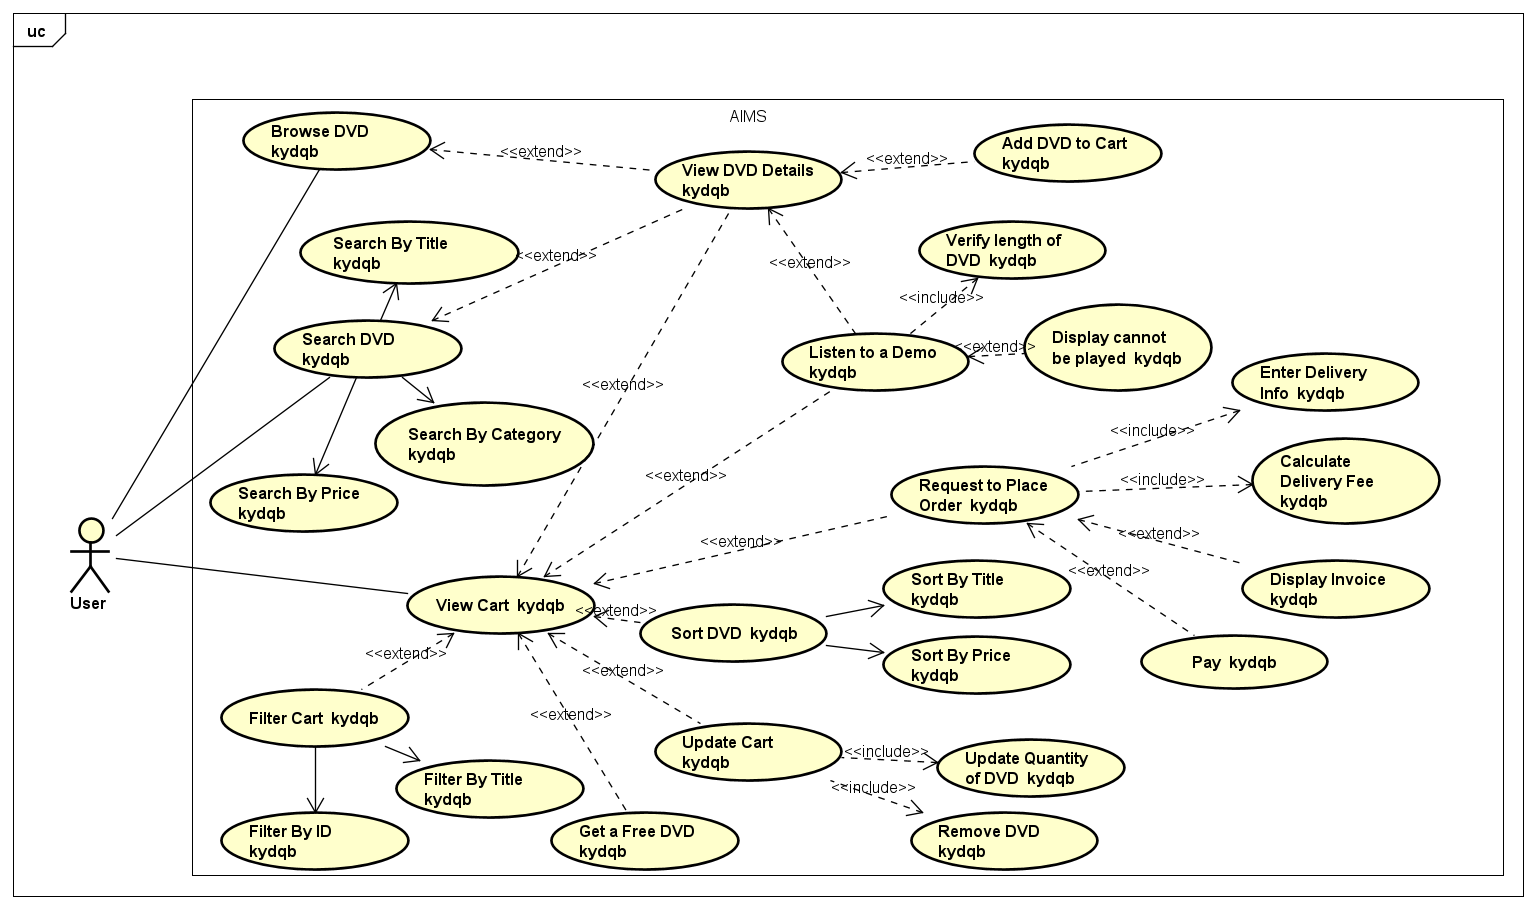 uc
AIMS
Browse DVD
kydqb
<<extend>>
View DVD Details
kydqb
<<extend>>
Add DVD to Cart
kydqb
Search By Title
kydqb
<<extend>>
<<extend>>
Verify length of
DVD kydqb
<<include>>
Search DVD
kydqb
Listen to a Demo
kydqb
<<extend>>
Display cannot
be played kydqb
<<extend>>
Enter Delivery
Info kydqb
Search By Category
kydqb
<<include>>
Search By Price
kydqb
<<extend>>
Request to Place
Order kydqb
<<include>>
Calculate
Delivery Fee
kydqb
<<extend>>
<<extend>>
<<extend>>
User
View Cart kydqb
<<extend>>
Sort DVD kydqb
Sort By Title
kydqb
Display Invoice
kydqb
Sort By Price
kydqb
Pay kydqb
<<extend>>
<<extend>>
Filter Cart kydqb
<<extend>>
Update Cart
kydqb
<<include>>
Update Quantity
of DVD kydqb
Filter By Title
kydqb
<<include>>
Filter By ID
kydqb
Get a Free DVD
kydqb
Remove DVD
kydqb